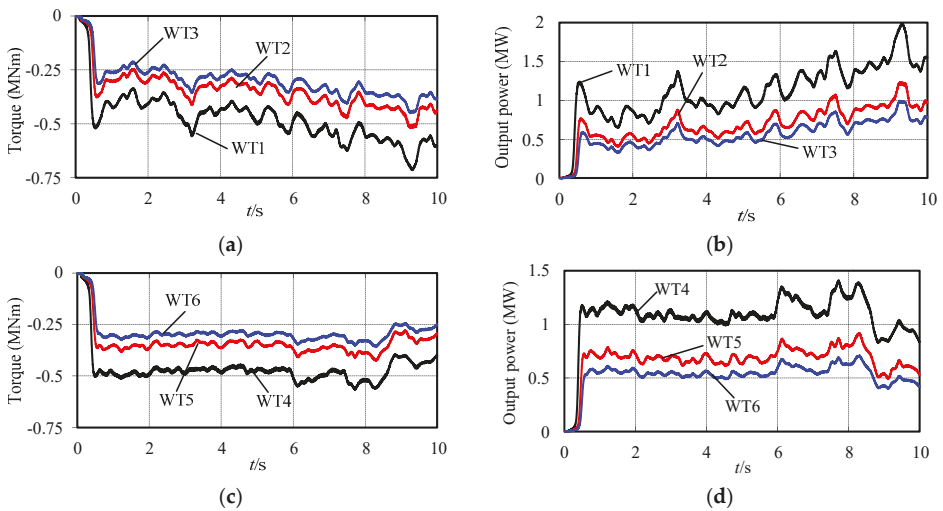 Torque (MNm)
0
-0.25
-0.5
-0.75
WT3
WT2
WT1
0 2 4 6 8 10
t/s
(a)
Output power (MW)
2
1.5
1
0.5
0
WT1
WT2
WT3
0 2 4 6 8 10
t/s
(b)
Torque (MNm)
0
-0.25
-0.5
-0.75
WT6
WT5
WT4
0 2 4 6 8 10
t/s
(c)
Output power (MW)
1.5
1
0.5
0
WT4
WT5
WT6
0 2 4 6 8 10
t/s
(d)